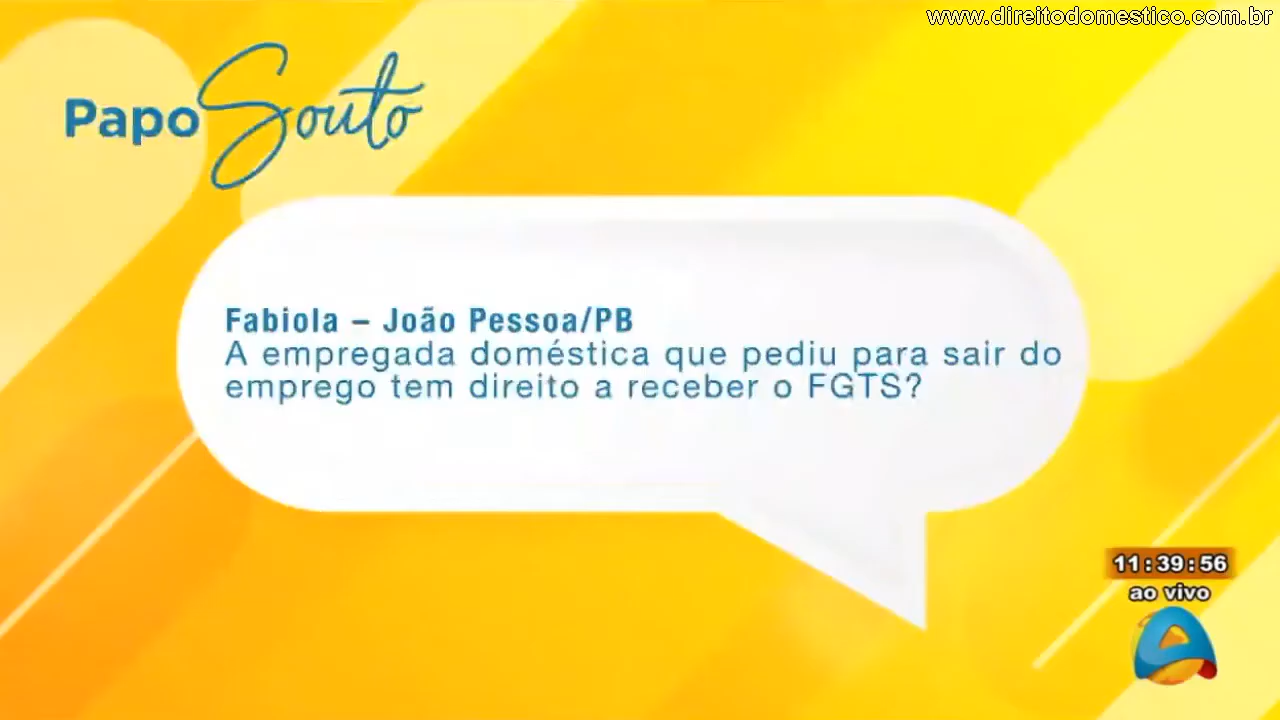 www.direitodomestico.com.br
Papo Souto
Fabiola – João Pessoa/PB
A empregada doméstica que pediu para sair do
emprego tem direito a receber o FGTS?
11:39:56
ao vivo